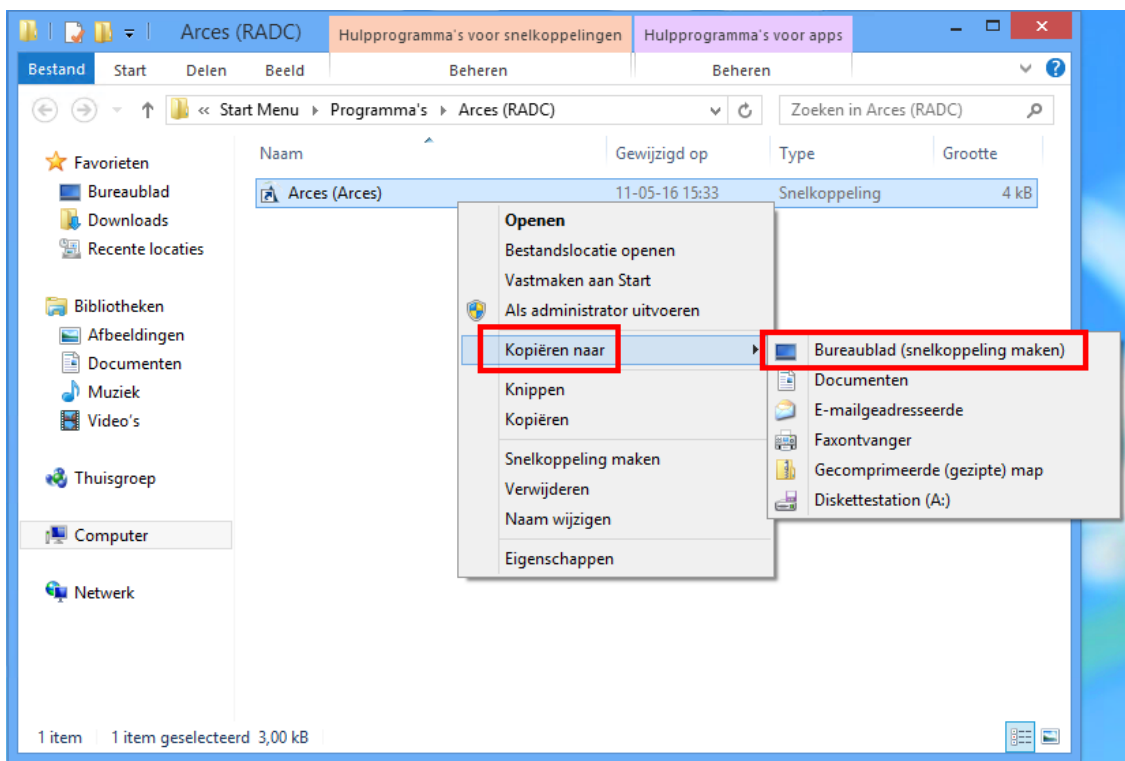 Arces (RADC)
Hulpprogramma's voor snelkoppelingen
Hulpprogramma's voor apps
Bestand Start Delen Beeld Beheren Beheren
« Start Menu Programma's Arces (RADC)
Zoeken in Arces (RADC)
Naam Gewijzigd op Type Grootte
Arces (Arces) 11-05-16 15:33 Snelkoppeling 4 kB
Favorieten
Bureaublad
Downloads
Recente locaties
Bibliotheken
Afbeeldingen
Documenten
Muziek
Video's
Thuisgroep
Computer
Netwerk
Openen
Bestandslocatie openen
Vastmaken aan Start
Als administrator uitvoeren
Kopiëren naar
Knippen
Kopiëren
Snelkoppeling maken
Verwijderen
Naam wijzigen
Eigenschappen
Bureaublad (snelkoppeling maken)
Documenten
E-mailgeadresseerde
Faxontvanger
Gecomprimeerde (gezipte) map
Diskettestation (A:)
1 item 1 item geselecteerd 3,00 kB